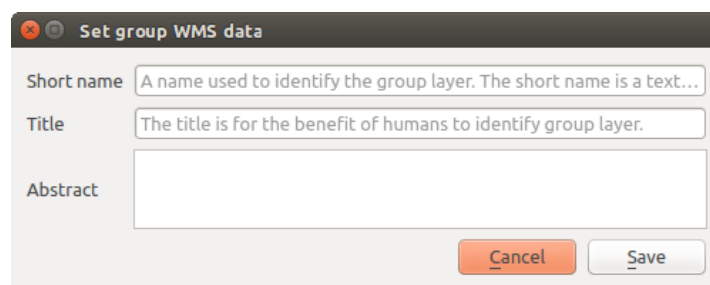 Set group WMS data
Short name A name used to identify the group layer. The short name is a text...
Title The title is for the benefit of humans to identify group layer.
Abstract
Cancel Save